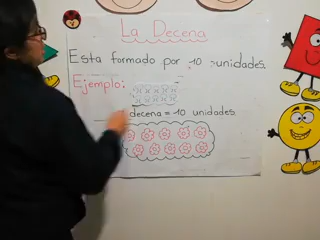 La Decena
Esta formado por 10 unidades.
Ejemplo:
decena = 10 unidades